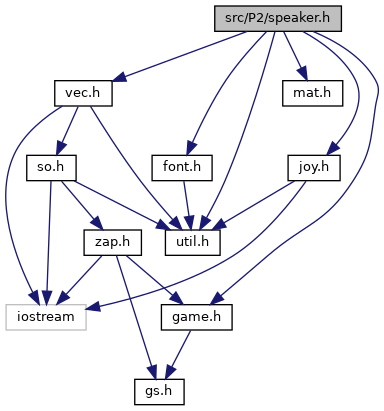 src/P2/speaker.h
vec.h
mat.h
so.h
font.h
joy.h
zap.h
util.h
iostream
game.h
gs.h